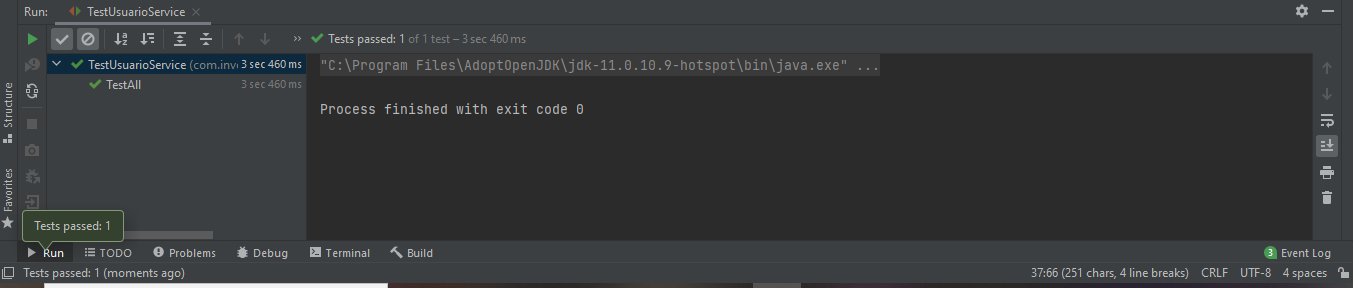 Run: TestUsuarioService
Tests passed: 1 of 1 test – 3 sec 460 ms
TestUsuarioService (com.inv 3 sec 460 ms
TestAll 3 sec 460 ms
"C:\Program Files\AdoptOpenJDK\jdk-11.0.10.9-hotspot\bin\java.exe" ...
Process finished with exit code 0
Structure
Favorites
Tests passed: 1
Run TODO Problems Debug Terminal Build 3 Event Log
Tests passed: 1 (moments ago) 37:66 (251 chars, 4 line breaks) CRLF UTF-8 4 spaces